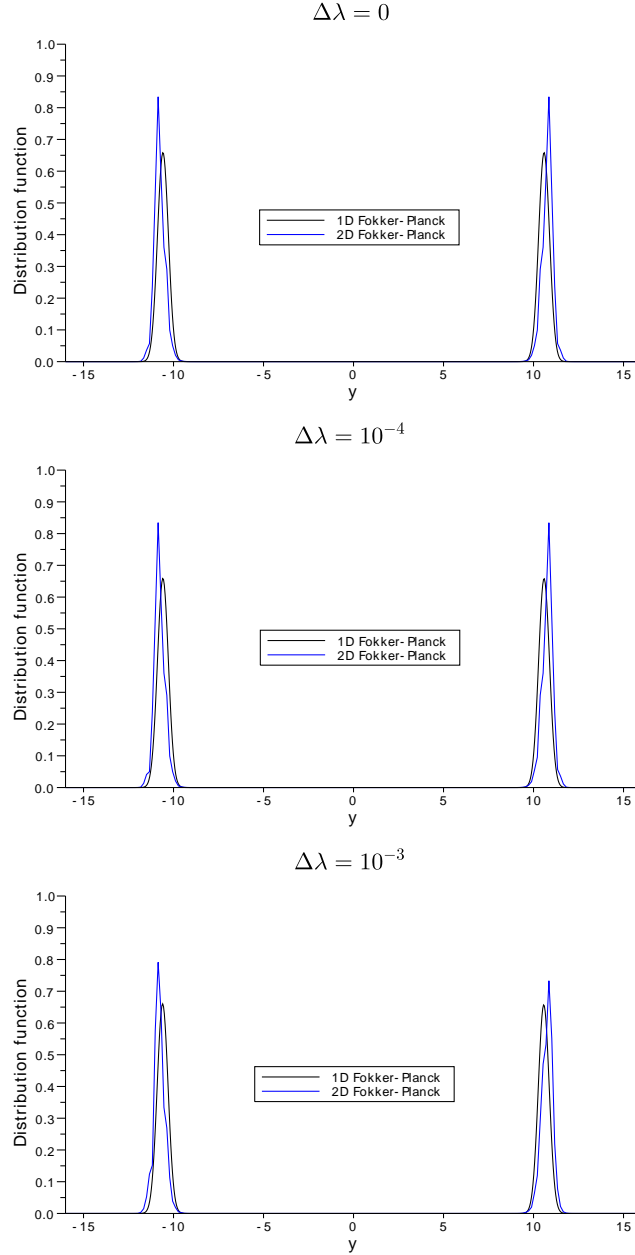 Δλ = 0
1.0
0.9
0.8
0.7
0.6
0.5
0.4
0.3
0.2
0.1
0.0
Distribution function
1D Fokker-Planck
2D Fokker-Planck
-15 -10 -5 0 5 10 15
y
Δλ = 10⁻⁴
1.0
0.9
0.8
0.7
0.6
0.5
0.4
0.3
0.2
0.1
0.0
Distribution function
1D Fokker-Planck
2D Fokker-Planck
-15 -10 -5 0 5 10 15
y
Δλ = 10⁻³
1.0
0.9
0.8
0.7
0.6
0.5
0.4
0.3
0.2
0.1
0.0
Distribution function
1D Fokker-Planck
2D Fokker-Planck
-15 -10 -5 0 5 10 15
y